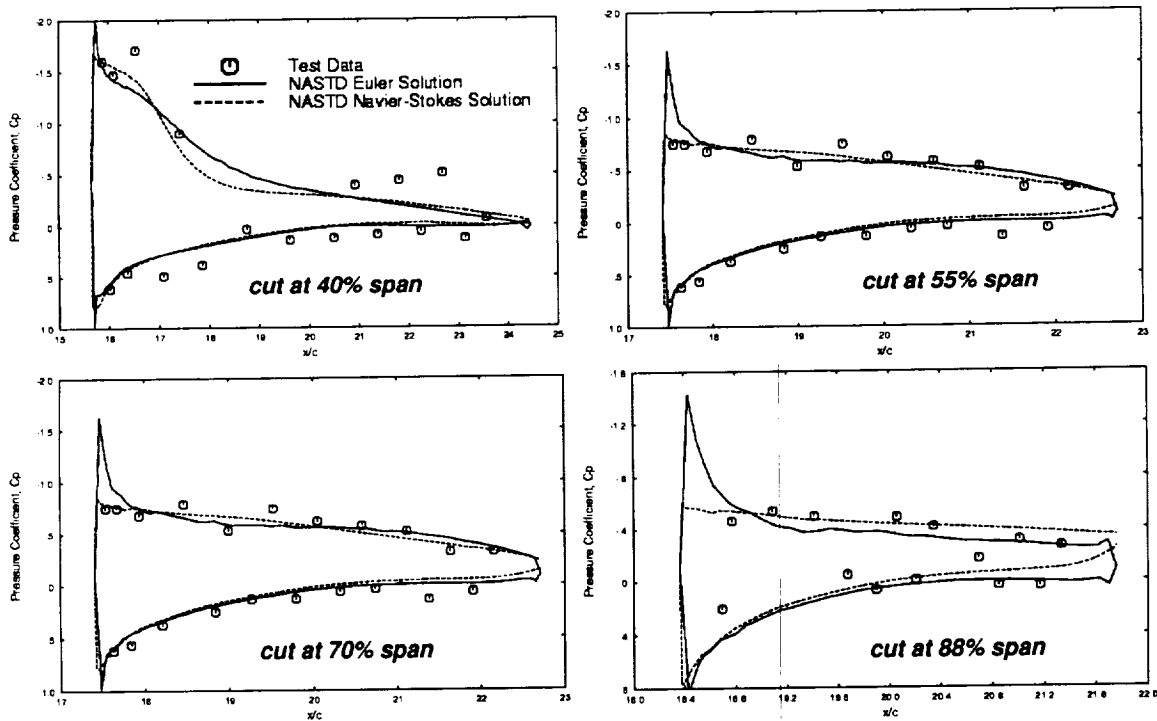 -2.0
-1.5
-1.0
-.5
0
.5
1.0
Pressure Coefficient, Cp
Test Data
NASTD Euler Solution
NASTD Navier-Stokes Solution
cut at 40% span
15 16 17 18 19 20 21 22 23 24 25
x/c
-2.0
-1.5
-1.0
-.5
0
.5
1.0
Pressure Coefficient, Cp
cut at 55% span
17 18 19 20 21 22 23
x/c
-2.0
-1.5
-1.0
-.5
0
.5
1.0
Pressure Coefficient, Cp
cut at 70% span
17 18 19 20 21 22 23
x/c
-1.6
-1.2
-.8
-.4
0
.4
.8
Pressure Coefficient, Cp
cut at 88% span
18.0 18.4 18.8 19.2 19.6 20.0 20.4 20.8 21.2 21.6 22.0
x/c